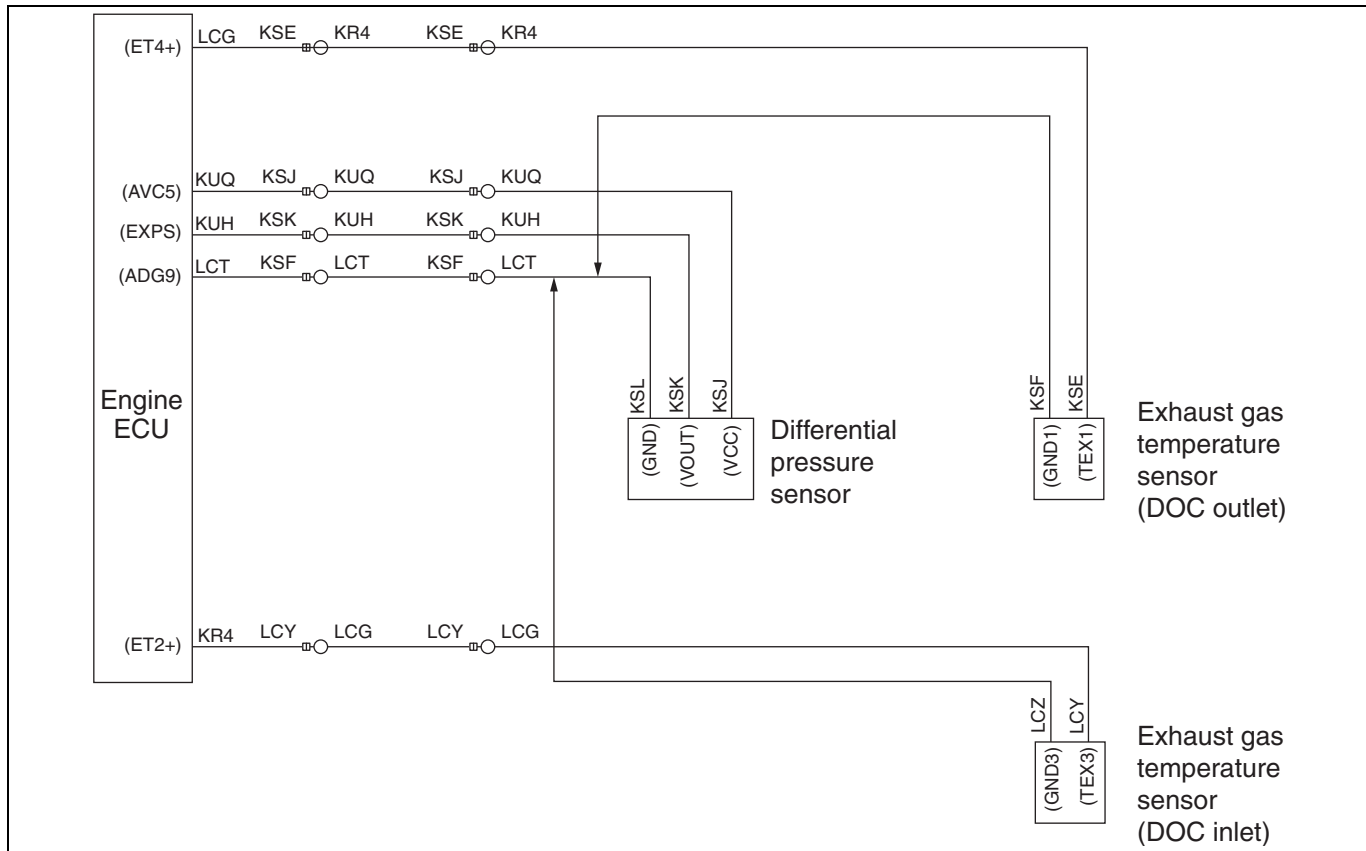 (ET4+) LCG KSE KR4 KSE KR4
(AVC5) KUQ KSJ KUQ KSJ KUQ
(EXPS) KUH KSK KUH KSK KUH
(ADG9) LCT KSF LCT KSF LCT
Engine
ECU
KSL KSK KSJ
(GND) (VOUT) (VCC)
Differential
pressure
sensor
KSF KSE
(GND1) (TEX1)
Exhaust gas
temperature
sensor
(DOC outlet)
(ET2+) KR4 LCY LCG LCY LCG
LCZ LCY
(GND3) (TEX3)
Exhaust gas
temperature
sensor
(DOC inlet)